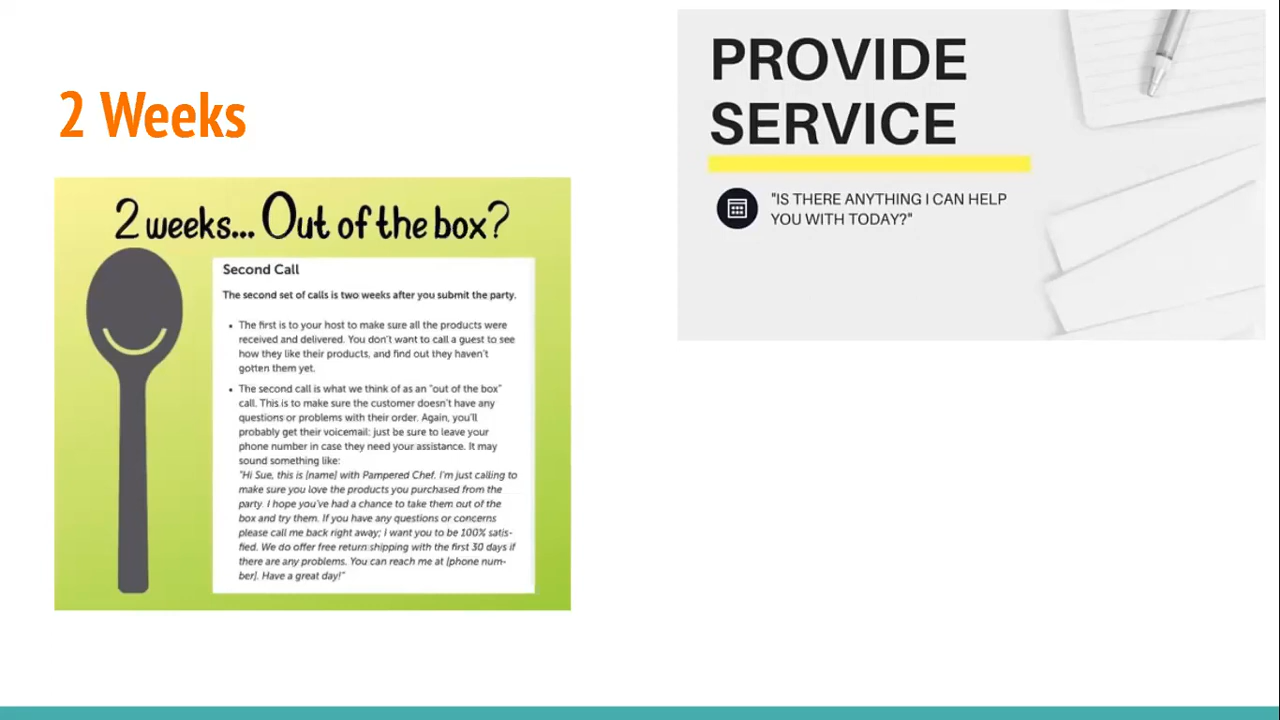 2 Weeks
2 weeks... Out of the box?
Second Call
The second set of calls is two weeks after you submit the party.
• The first is to your host to make sure all the products were
received and delivered. You don't want to call a guest to see
how they like their products, and find out they haven't
gotten them yet.
• The second call is what we think of as an "out of the box"
call. This is to make sure the customer doesn't have any
questions or problems with their order. Again, you'll
probably get their voicemail: just be sure to leave your
phone number in case they need your assistance. It may
sound something like:
"Hi Sue, this is [name] with Pampered Chef. I'm just calling to
make sure you love the products you purchased from the
party. I hope you've had a chance to take them out of the
box and try them. If you have any questions or concerns
please call me back right away; I want you to be 100% satis-
fied. We do offer free return shipping with the first 30 days if
there are any problems. You can reach me at [phone num-
ber]. Have a great day!"
PROVIDE
SERVICE
"IS THERE ANYTHING I CAN HELP
YOU WITH TODAY?"